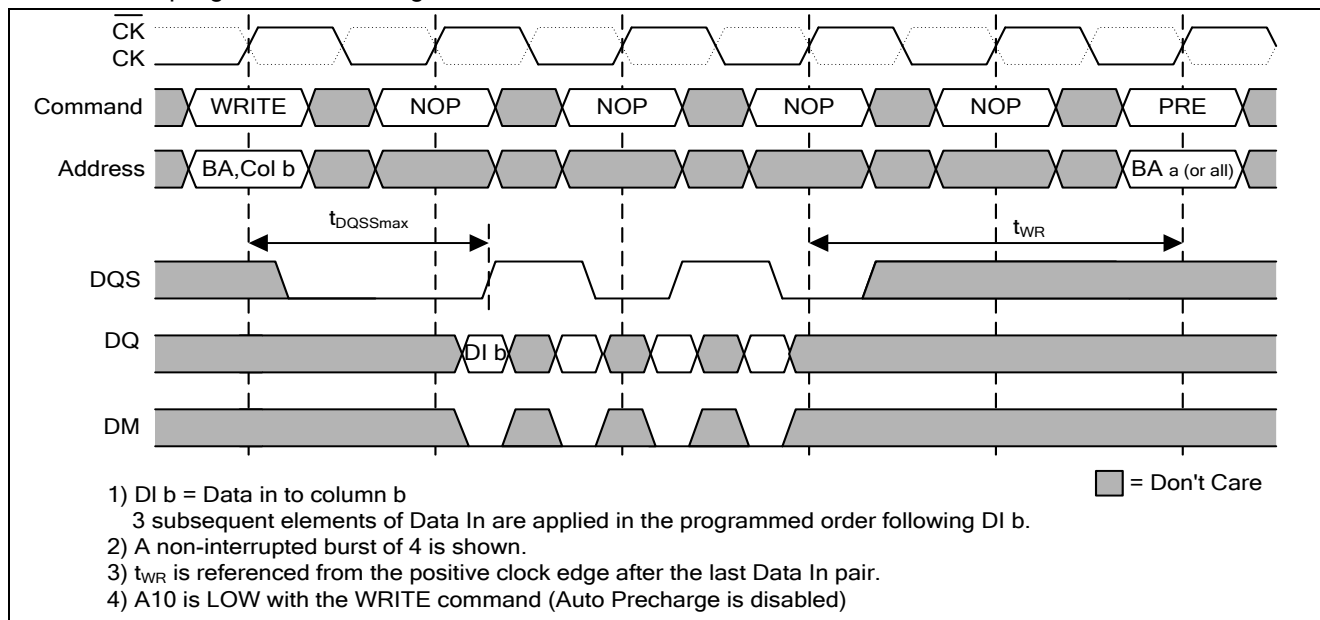 CK
CK
Command WRITE NOP NOP NOP NOP PRE
Address BA,Col b BA a (or all)
tDQSSmax tWR
DQS
DQ DI b
DM
1) DI b = Data in to column b
3 subsequent elements of Data In are applied in the programmed order following DI b.
2) A non-interrupted burst of 4 is shown.
3) tWR is referenced from the positive clock edge after the last Data In pair.
4) A10 is LOW with the WRITE command (Auto Precharge is disabled)
= Don't Care